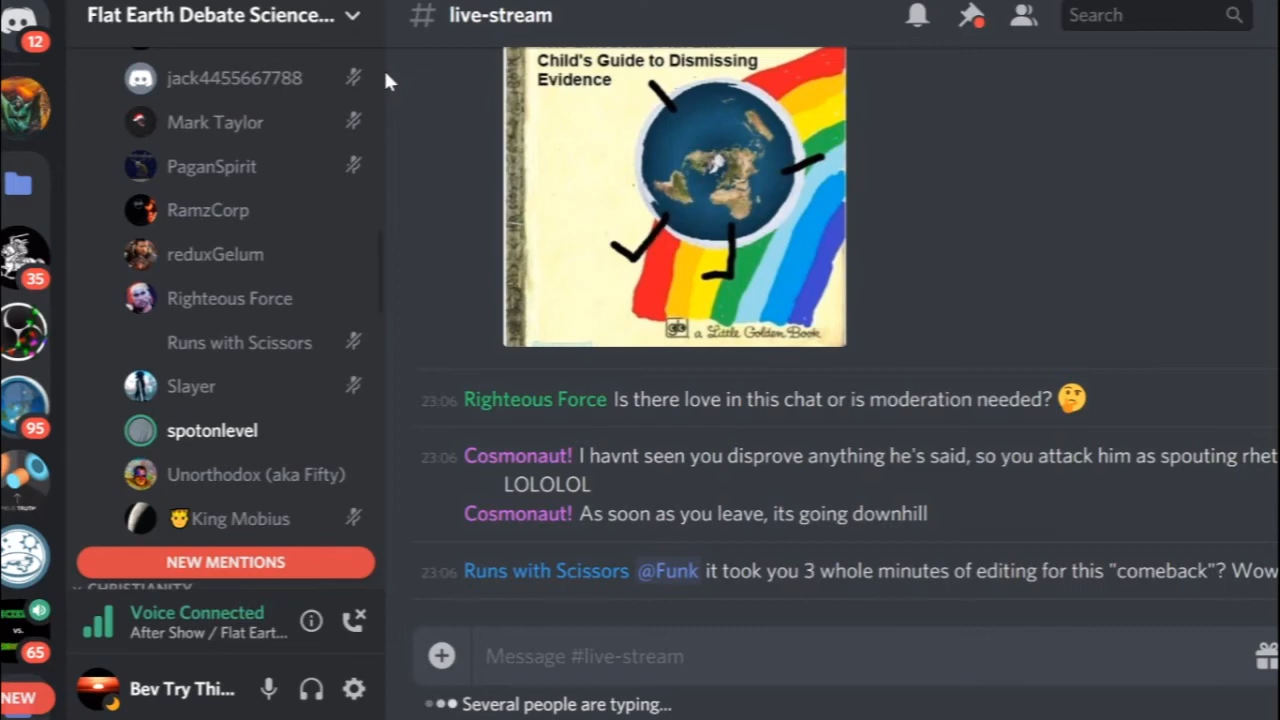 12
35
95
65
NEW
Flat Earth Debate Science...
jack4455667788
Mark Taylor
PaganSpirit
RamzCorp
reduxGelum
Righteous Force
Runs with Scissors
Slayer
spotonlevel
Unorthodox (aka Fifty)
King Mobius
NEW MENTIONS
CHRISTIANITY
Voice Connected
After Show / Flat Eart...
Bev Try Thi...
# live-stream
Search
Child's Guide to Dismissing
Evidence
a Little Golden Book
23:06 Righteous Force Is there love in this chat or is moderation needed? 🤔
23:06 Cosmonaut! I havnt seen you disprove anything he's said, so you attack him as spouting rhet
LOLOLOL
Cosmonaut! As soon as you leave, its going downhill
23:06 Runs with Scissors @Funk it took you 3 whole minutes of editing for this "comeback"? Wow
Message #live-stream
Several people are typing...